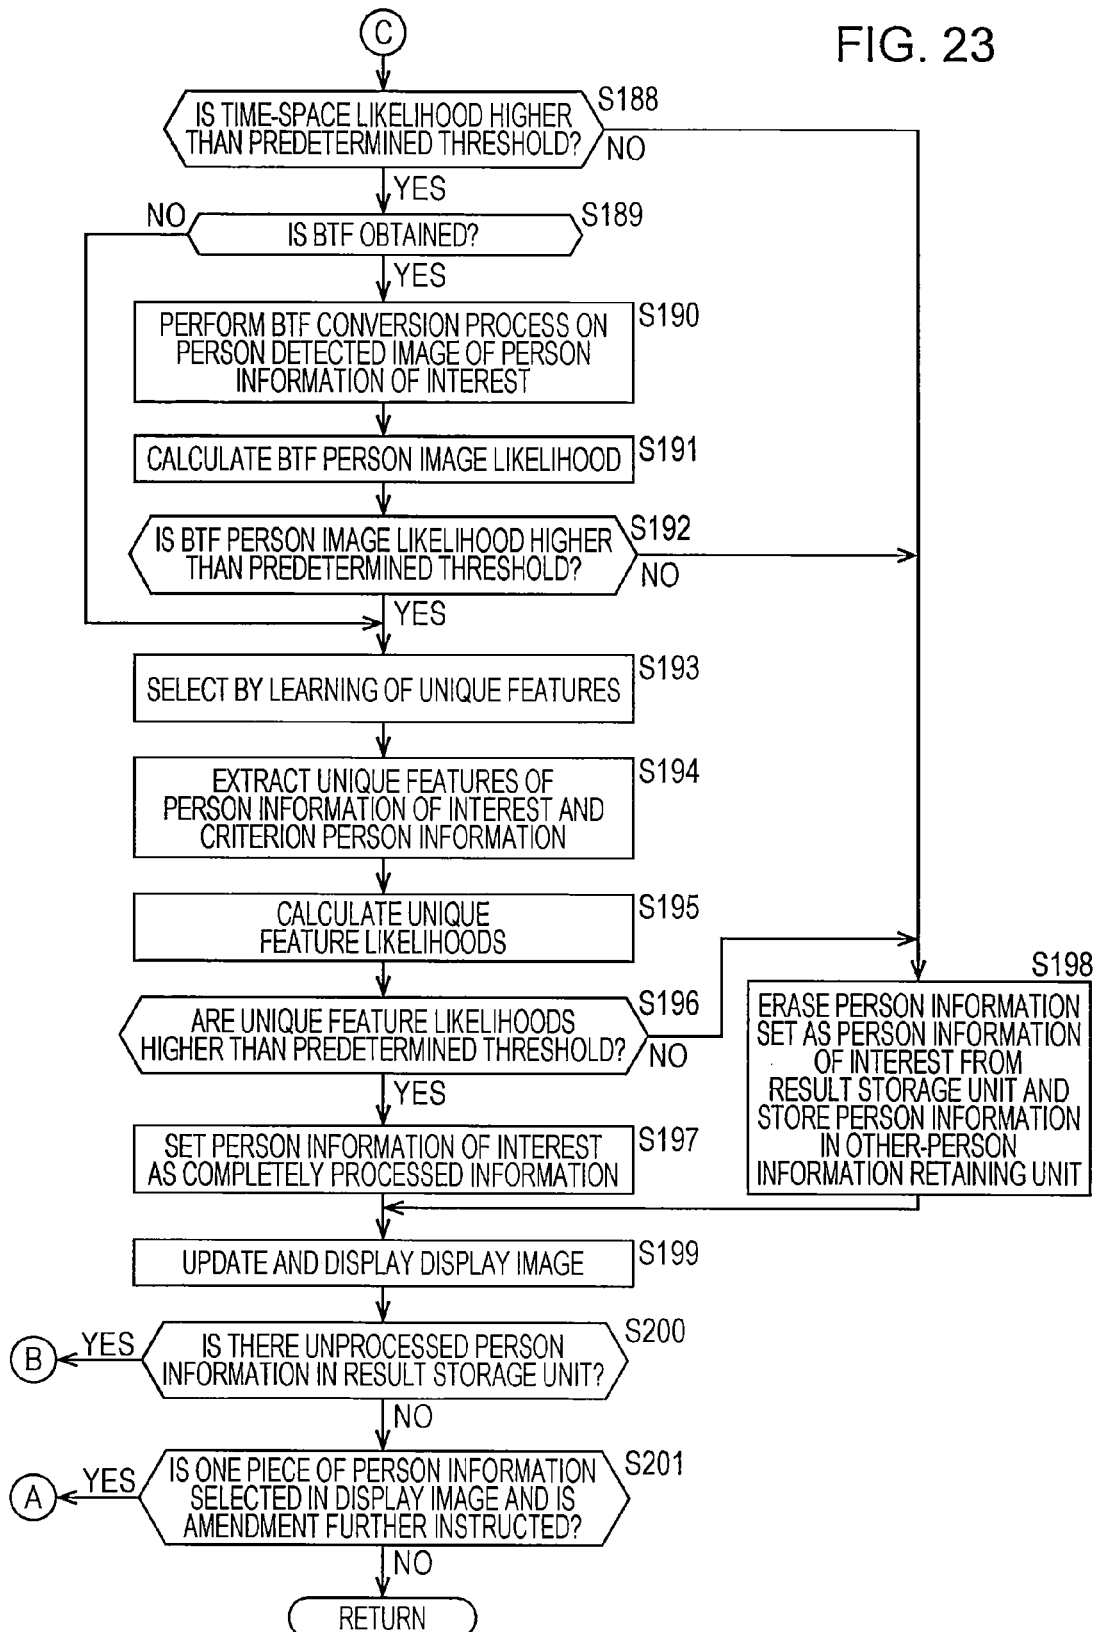 FIG. 23
C
IS TIME-SPACE LIKELIHOOD HIGHER
THAN PREDETERMINED THRESHOLD?
S188
NO
YES
IS BTF OBTAINED?
S189
NO
YES
PERFORM BTF CONVERSION PROCESS ON
PERSON DETECTED IMAGE OF PERSON
INFORMATION OF INTEREST
S190
CALCULATE BTF PERSON IMAGE LIKELIHOOD
S191
IS BTF PERSON IMAGE LIKELIHOOD HIGHER
THAN PREDETERMINED THRESHOLD?
S192
NO
YES
SELECT BY LEARNING OF UNIQUE FEATURES
S193
EXTRACT UNIQUE FEATURES OF
PERSON INFORMATION OF INTEREST AND
CRITERION PERSON INFORMATION
S194
CALCULATE UNIQUE
FEATURE LIKELIHOODS
S195
ARE UNIQUE FEATURE LIKELIHOODS
HIGHER THAN PREDETERMINED THRESHOLD?
S196
NO
YES
SET PERSON INFORMATION OF INTEREST
AS COMPLETELY PROCESSED INFORMATION
S197
S198
ERASE PERSON INFORMATION
SET AS PERSON INFORMATION
OF INTEREST FROM
RESULT STORAGE UNIT AND
STORE PERSON INFORMATION
IN OTHER-PERSON
INFORMATION RETAINING UNIT
UPDATE AND DISPLAY DISPLAY IMAGE
S199
IS THERE UNPROCESSED PERSON
INFORMATION IN RESULT STORAGE UNIT?
S200
YES
B
NO
IS ONE PIECE OF PERSON INFORMATION
SELECTED IN DISPLAY IMAGE AND IS
AMENDMENT FURTHER INSTRUCTED?
S201
YES
A
NO
RETURN